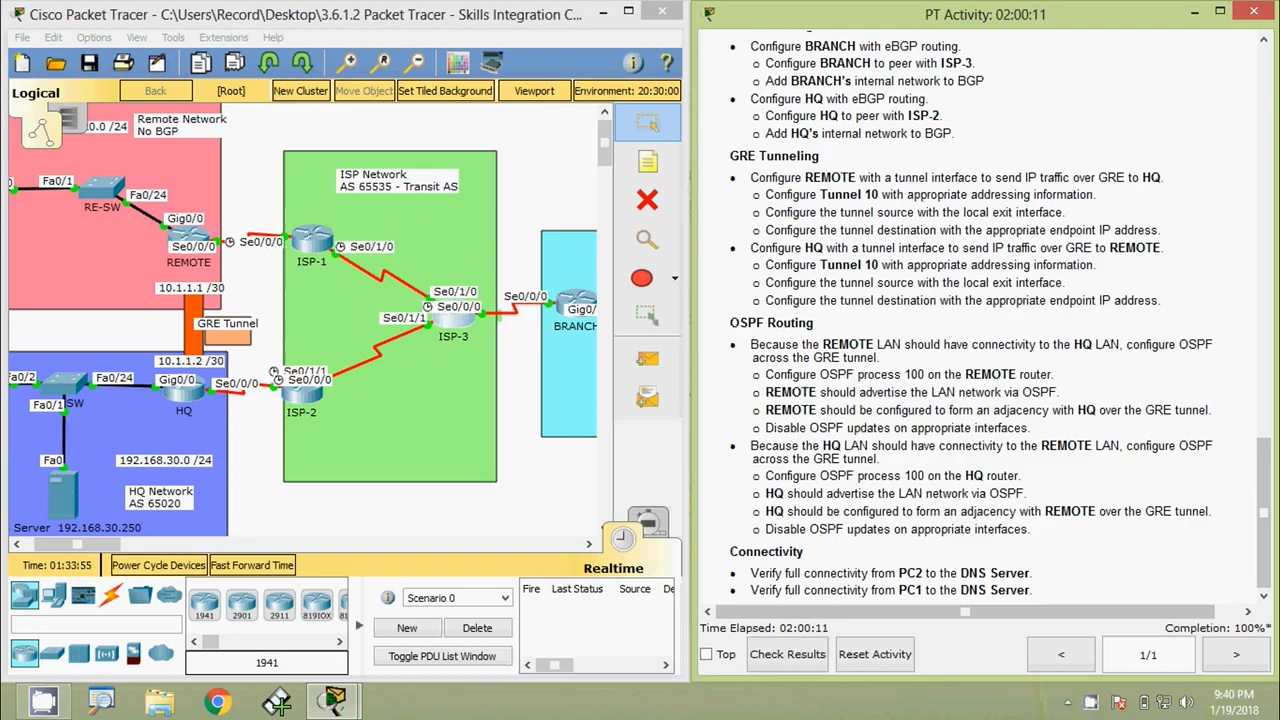 Cisco Packet Tracer - C:\Users\Record\Desktop\3.6.1.2 Packet Tracer - Skills Integration C...
File Edit Options View Tools Extensions Help
Logical Back [Root] New Cluster Move Object Set Tiled Background Viewport Environment: 20:30:00
0.0 /24
Remote Network
No BGP
Fa0/1
Fa0/24
RE-SW
Gig0/0
Se0/0/0
REMOTE
Se0/0/0
10.1.1.1 /30
GRE Tunnel
10.1.1.2 /30
ISP Network
AS 65535 - Transit AS
Se0/1/0
ISP-1
Se0/1/0
Se0/0/0
Se0/1/1
ISP-3
Se0/0/0
Gig0/
BRANCH
Fa0/2
Fa0/24
Gig0/0
Se0/0/0
HQ
Se0/1/1
Se0/0/0
ISP-2
Fa0/1
SW
Fa0
192.168.30.0 /24
HQ Network
AS 65020
Server 192.168.30.250
Time: 01:33:55 Power Cycle Devices Fast Forward Time
Realtime
1941 2901 2911 819IOX
1941
Scenario 0
New Delete
Toggle PDU List Window
Fire Last Status Source De
PT Activity: 02:00:11
• Configure BRANCH with eBGP routing.
o Configure BRANCH to peer with ISP-3.
o Add BRANCH's internal network to BGP
• Configure HQ with eBGP routing.
o Configure HQ to peer with ISP-2.
o Add HQ's internal network to BGP.
GRE Tunneling
• Configure REMOTE with a tunnel interface to send IP traffic over GRE to HQ.
o Configure Tunnel 10 with appropriate addressing information.
o Configure the tunnel source with the local exit interface.
o Configure the tunnel destination with the appropriate endpoint IP address.
• Configure HQ with a tunnel interface to send IP traffic over GRE to REMOTE.
o Configure Tunnel 10 with appropriate addressing information.
o Configure the tunnel source with the local exit interface.
o Configure the tunnel destination with the appropriate endpoint IP address.
OSPF Routing
• Because the REMOTE LAN should have connectivity to the HQ LAN, configure OSPF
across the GRE tunnel.
o Configure OSPF process 100 on the REMOTE router.
o REMOTE should advertise the LAN network via OSPF.
o REMOTE should be configured to form an adjacency with HQ over the GRE tunnel.
o Disable OSPF updates on appropriate interfaces.
• Because the HQ LAN should have connectivity to the REMOTE LAN, configure OSPF
across the GRE tunnel.
o Configure OSPF process 100 on the HQ router.
o HQ should advertise the LAN network via OSPF.
o HQ should be configured to form an adjacency with REMOTE over the GRE tunnel.
o Disable OSPF updates on appropriate interfaces.
Connectivity
• Verify full connectivity from PC2 to the DNS Server.
• Verify full connectivity from PC1 to the DNS Server.
Time Elapsed: 02:00:11 Completion: 100%*
Top Check Results Reset Activity < 1/1 >
9:40 PM
1/19/2018